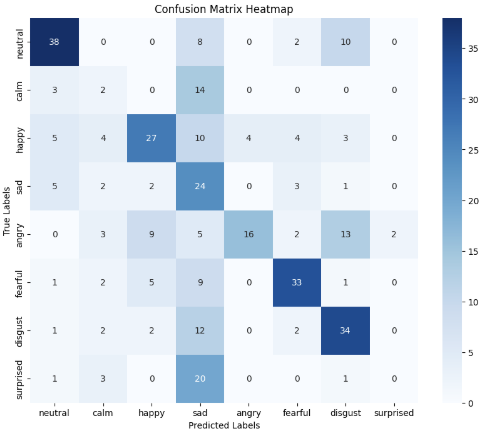 Confusion Matrix Heatmap
True Labels
neutral 38 0 0 8 0 2 10 0
calm 3 2 0 14 0 0 0 0
happy 5 4 27 10 4 4 3 0
sad 5 2 2 24 0 3 1 0
angry 0 3 9 5 16 2 13 2
fearful 1 2 5 9 0 33 1 0
disgust 1 2 2 12 0 2 34 0
surprised 1 3 0 20 0 0 1 0
neutral calm happy sad angry fearful disgust surprised
Predicted Labels
35
30
25
20
15
10
5
0